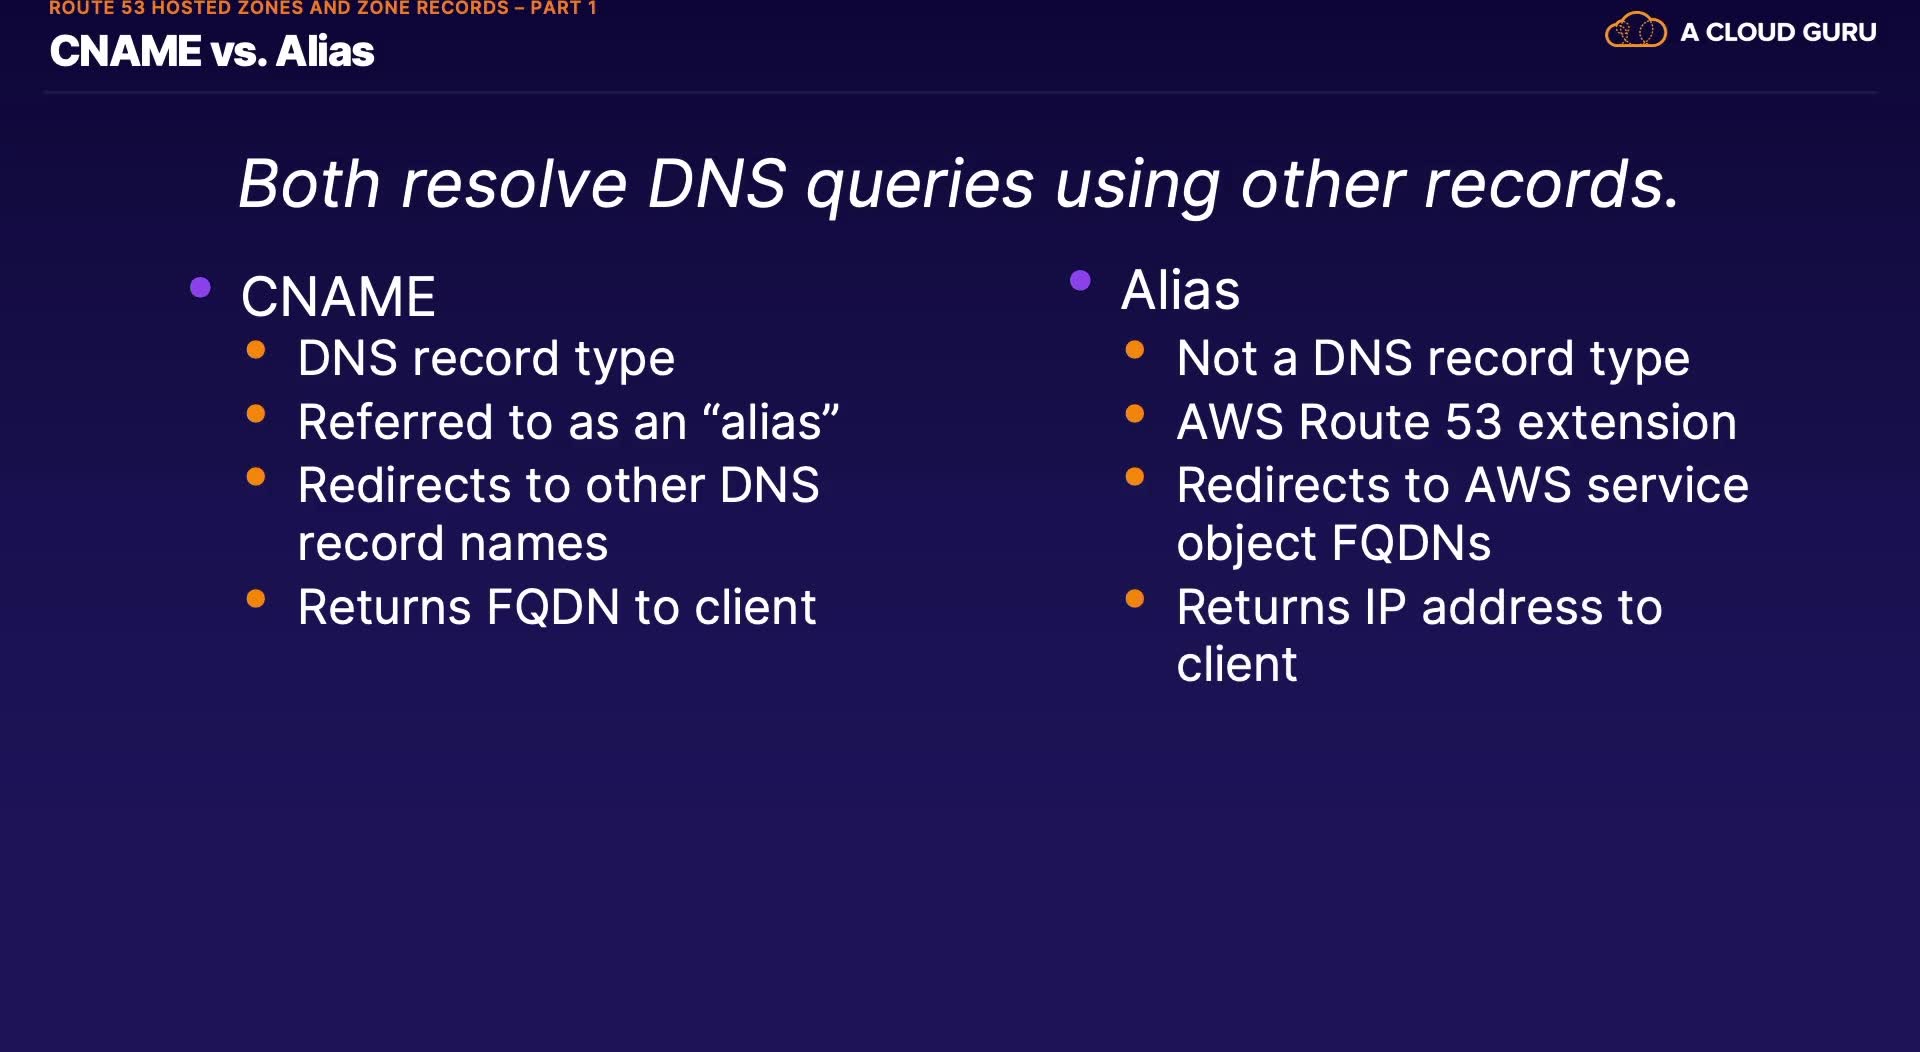 ROUTE 53 HOSTED ZONES AND ZONE RECORDS – PART 1
CNAME vs. Alias
A CLOUD GURU
Both resolve DNS queries using other records.
CNAME
DNS record type
Referred to as an “alias”
Redirects to other DNS
record names
Returns FQDN to client
Alias
Not a DNS record type
AWS Route 53 extension
Redirects to AWS service
object FQDNs
Returns IP address to
client